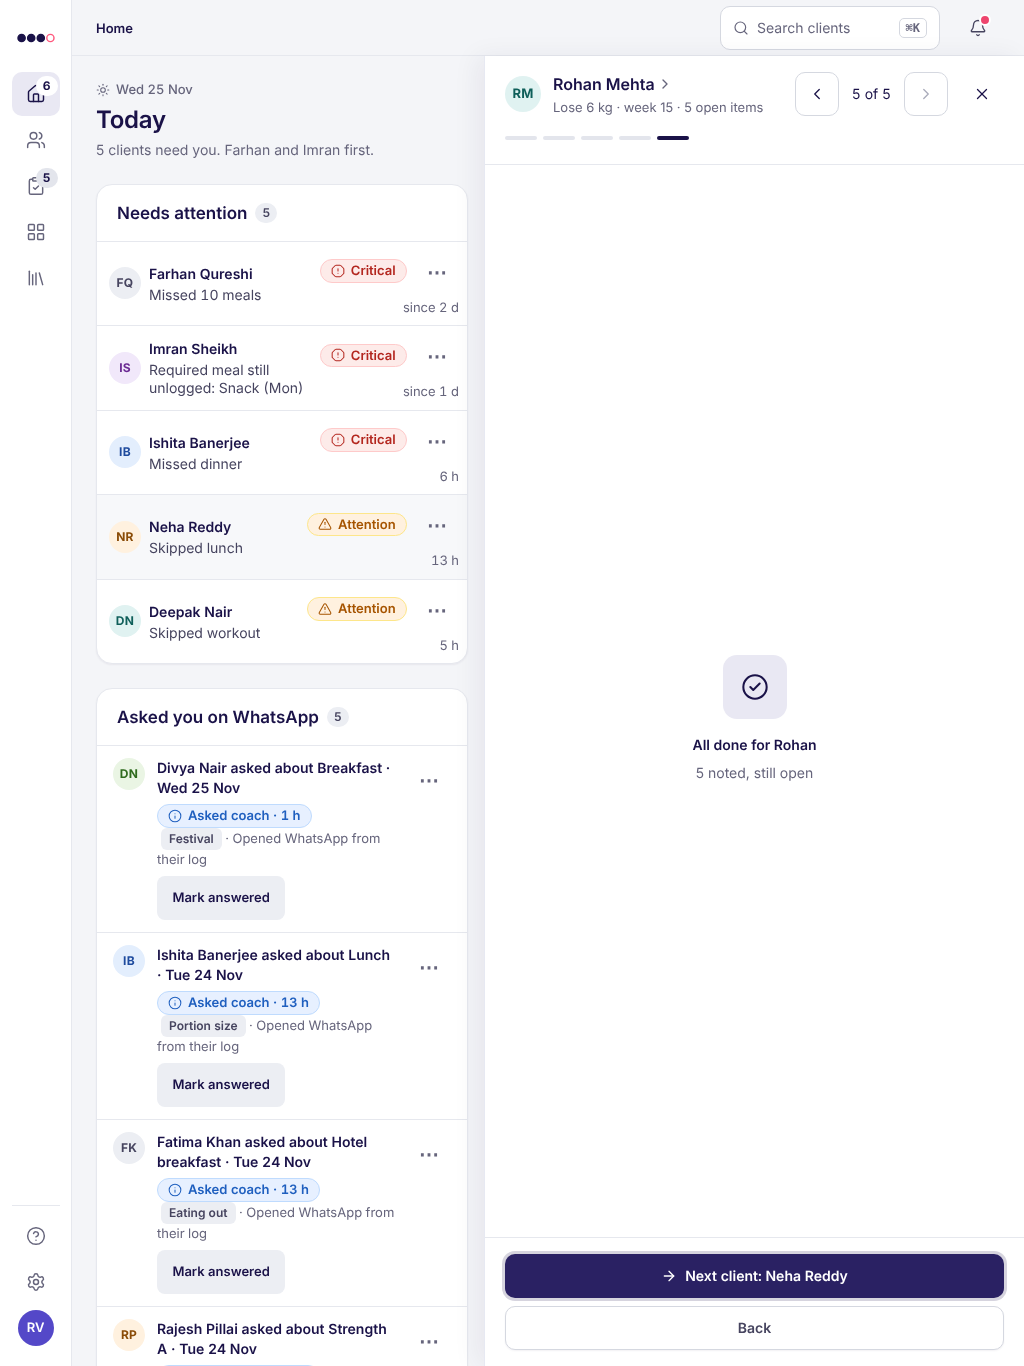 Home
Search clients
⌘K
6
5
RV
Wed 25 Nov
Today
5 clients need you. Farhan and Imran first.
Needs attention 5
FQ
Farhan Qureshi
Missed 10 meals
Critical
since 2 d
IS
Imran Sheikh
Required meal still
unlogged: Snack (Mon)
Critical
since 1 d
IB
Ishita Banerjee
Missed dinner
Critical
6 h
NR
Neha Reddy
Skipped lunch
Attention
13 h
DN
Deepak Nair
Skipped workout
Attention
5 h
Asked you on WhatsApp 5
DN
Divya Nair asked about Breakfast ·
Wed 25 Nov
Asked coach · 1 h
Festival · Opened WhatsApp from
their log
Mark answered
IB
Ishita Banerjee asked about Lunch
· Tue 24 Nov
Asked coach · 13 h
Portion size · Opened WhatsApp
from their log
Mark answered
FK
Fatima Khan asked about Hotel
breakfast · Tue 24 Nov
Asked coach · 13 h
Eating out · Opened WhatsApp from
their log
Mark answered
RP
Rajesh Pillai asked about Strength
A · Tue 24 Nov
RM
Rohan Mehta
Lose 6 kg · week 15 · 5 open items
5 of 5
All done for Rohan
5 noted, still open
Next client: Neha Reddy
Back